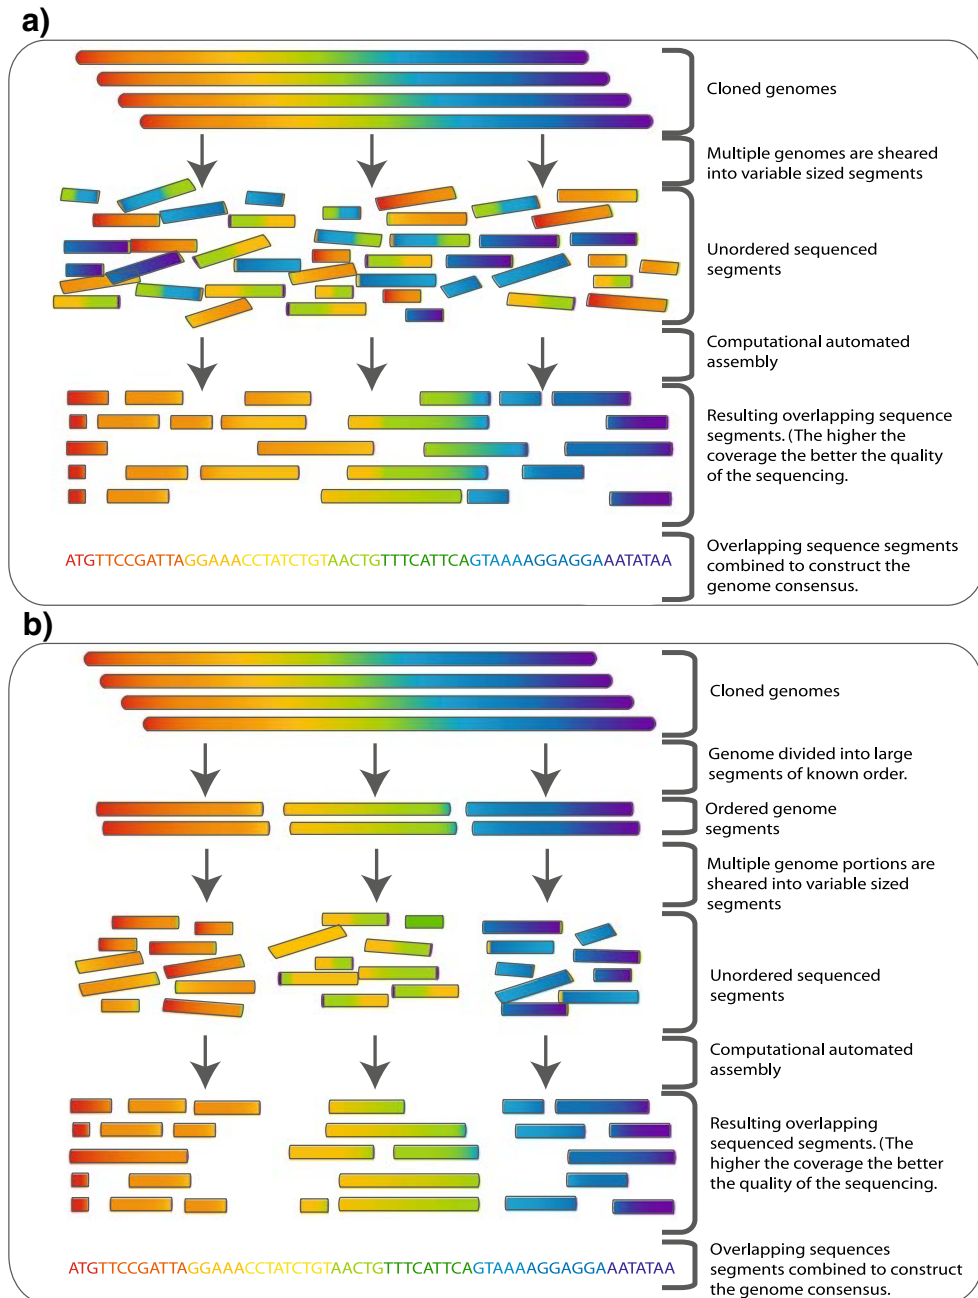 a)
Cloned genomes
Multiple genomes are sheared
into variable sized segments
Unordered sequenced
segments
Computational automated
assembly
Resulting overlapping sequence
segments. (The higher the
coverage the better the quality
of the sequencing.
ATGTTCCGATTAGGAAACCTATCTGTAACTGTTTCATTCAGTAAAAGGAGGAAATATAA
Overlapping sequence segments
combined to construct the
genome consensus.
b)
Cloned genomes
Genome divided into large
segments of known order.
Ordered genome
segments
Multiple genome portions are
sheared into variable sized
segments
Unordered sequenced
segments
Computational automated
assembly
Resulting overlapping
sequenced segments. (The
higher the coverage the better
the quality of the sequencing.
ATGTTCCGATTAGGAAACCTATCTGTAACTGTTTCATTCAGTAAAAGGAGGAAATATAA
Overlapping sequences
segments combined to construct
the genome consensus.